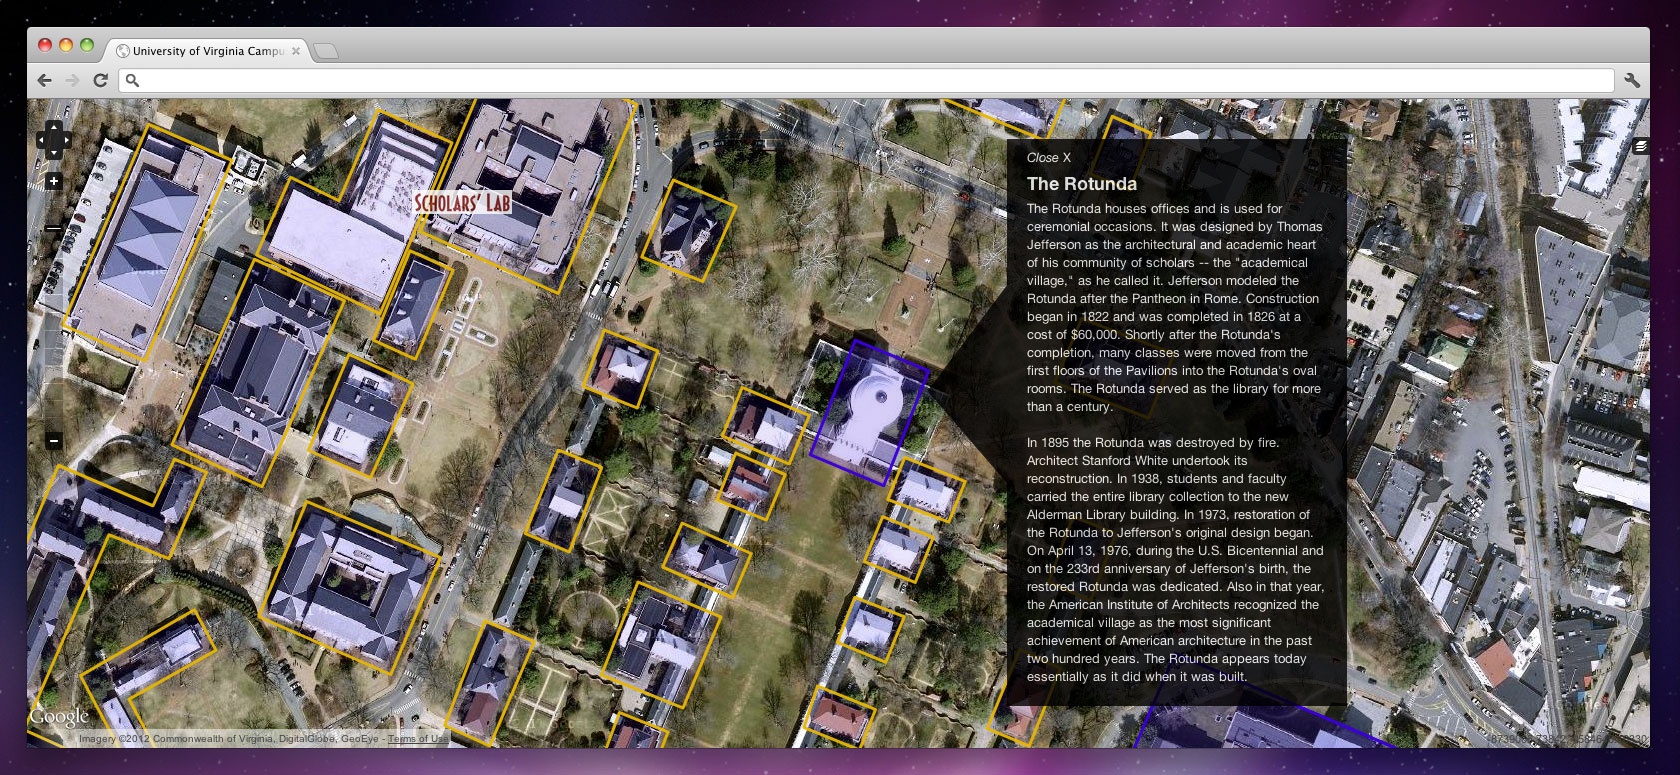 University of Virginia Campu
Close X
The Rotunda
The Rotunda houses offices and is used for
ceremonial occasions. It was designed by Thomas
Jefferson as the architectural and academic heart
of his community of scholars -- the "academical
village," as he called it. Jefferson modeled the
Rotunda after the Pantheon in Rome. Construction
began in 1822 and was completed in 1826 at a
cost of $60,000. Shortly after the Rotunda's
completion, many classes were moved from the
first floors of the Pavilions into the Rotunda's oval
rooms. The Rotunda served as the library for more
than a century.
In 1895 the Rotunda was destroyed by fire.
Architect Stanford White undertook its
reconstruction. In 1938, students and faculty
carried the entire library collection to the new
Alderman Library building. In 1973, restoration of
the Rotunda to Jefferson's original design began.
On April 13, 1976, during the U.S. Bicentennial and
on the 233rd anniversary of Jefferson's birth, the
restored Rotunda was dedicated. Also in that year,
the American Institute of Architects recognized the
academical village as the most significant
achievement of American architecture in the past
two hundred years. The Rotunda appears today
essentially as it did when it was built.
SCHOLARS' LAB
Google
Imagery ©2012 Commonwealth of Virginia, DigitalGlobe, GeoEye - Terms of Use